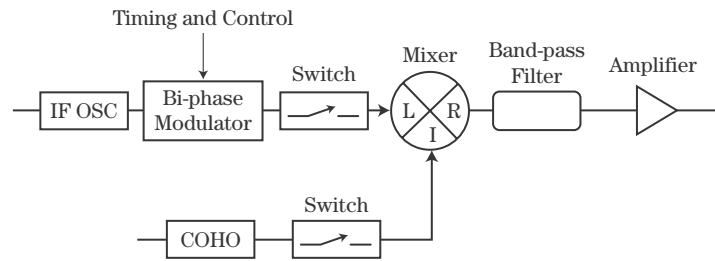 Timing and Control
IF OSC
Bi-phase
Modulator
Switch
Mixer
L
R
I
Band-pass
Filter
Amplifier
COHO
Switch